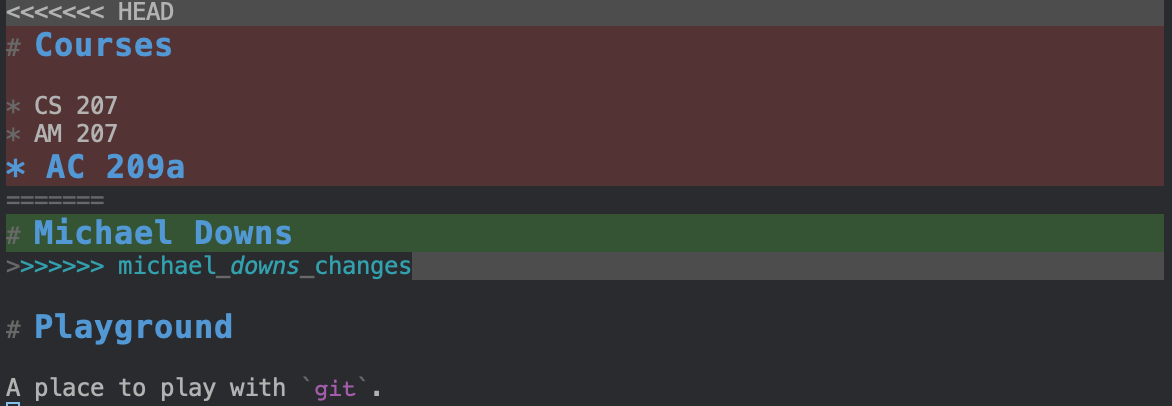 <<<<<<< HEAD
# Courses
* CS 207
* AM 207
* AC 209a
=======
# Michael Downs
>>>>>>> michael_downs_changes
# Playground
A place to play with `git`.